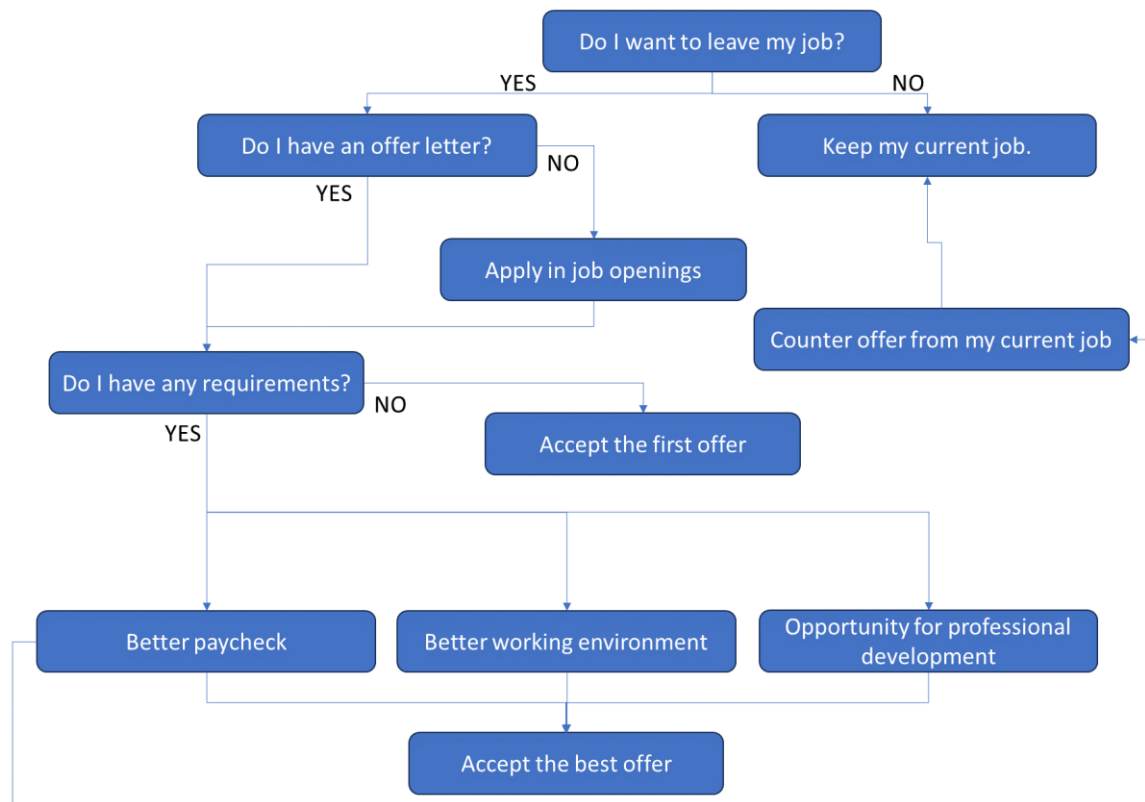 Do I want to leave my job?
YES
NO
Do I have an offer letter?
Keep my current job.
NO
YES
Apply in job openings
Counter offer from my current job
Do I have any requirements?
NO
YES
Accept the first offer
Better paycheck
Better working environment
Opportunity for professional
development
Accept the best offer